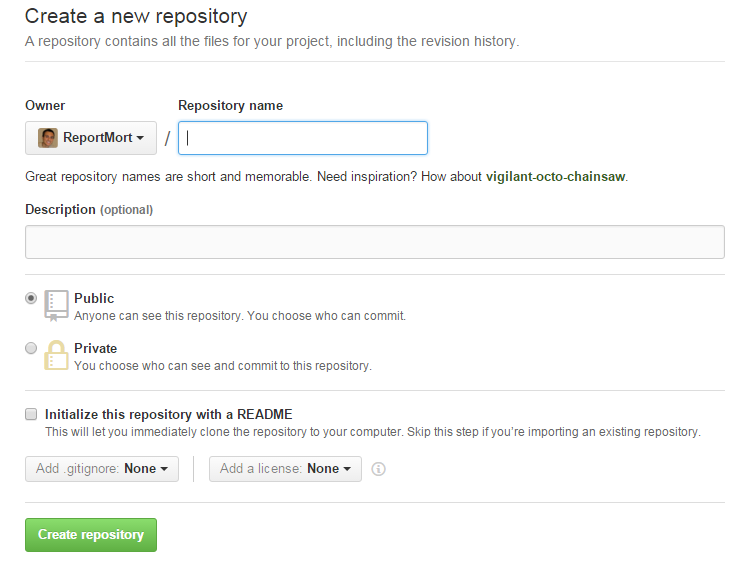 Create a new repository
A repository contains all the files for your project, including the revision history.
Owner Repository name
ReportMort /
Great repository names are short and memorable. Need inspiration? How about vigilant-octo-chainsaw.
Description (optional)
Public
Anyone can see this repository. You choose who can commit.
Private
You choose who can see and commit to this repository.
Initialize this repository with a README
This will let you immediately clone the repository to your computer. Skip this step if you’re importing an existing repository.
Add .gitignore: None Add a license: None
Create repository